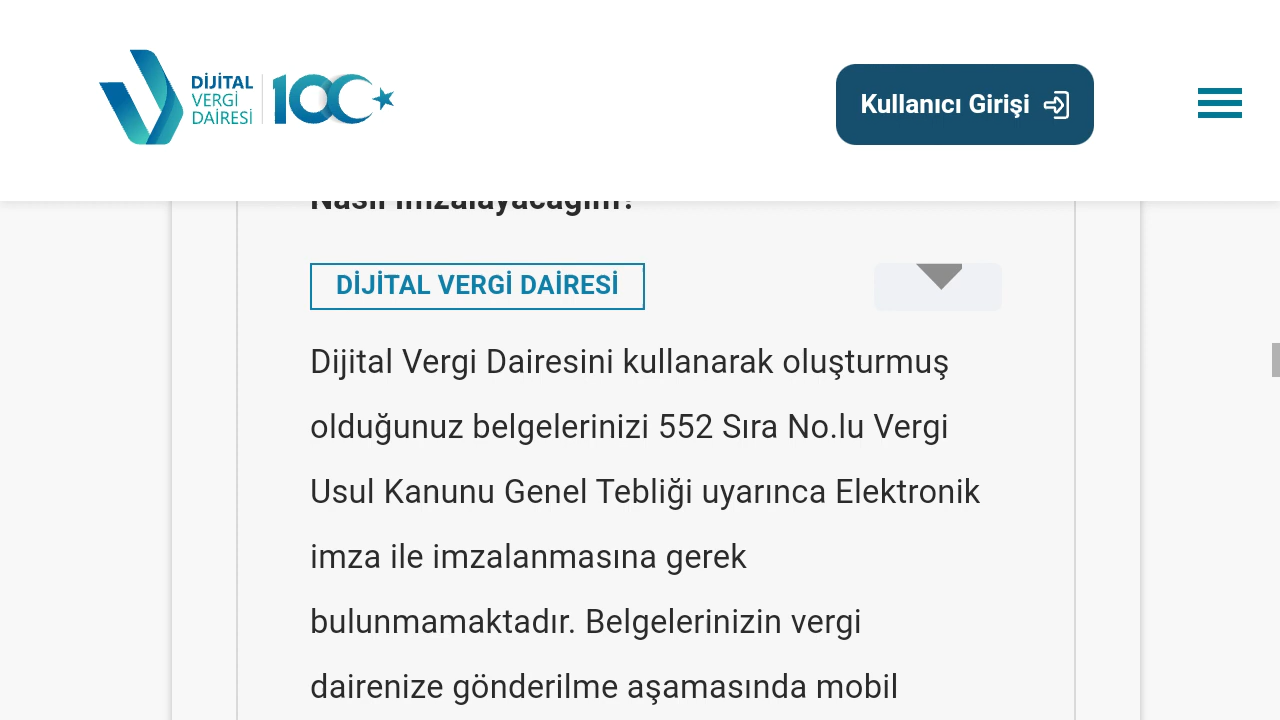 DİJİTAL
VERGİ
DAİRESİ
100
Kullanıcı Girişi
Nasıl imzalayacağım?
DİJİTAL VERGİ DAİRESİ
Dijital Vergi Dairesini kullanarak oluşturmuş
olduğunuz belgelerinizi 552 Sıra No.lu Vergi
Usul Kanunu Genel Tebliği uyarınca Elektronik
imza ile imzalanmasına gerek
bulunmamaktadır. Belgelerinizin vergi
dairenize gönderilme aşamasında mobil